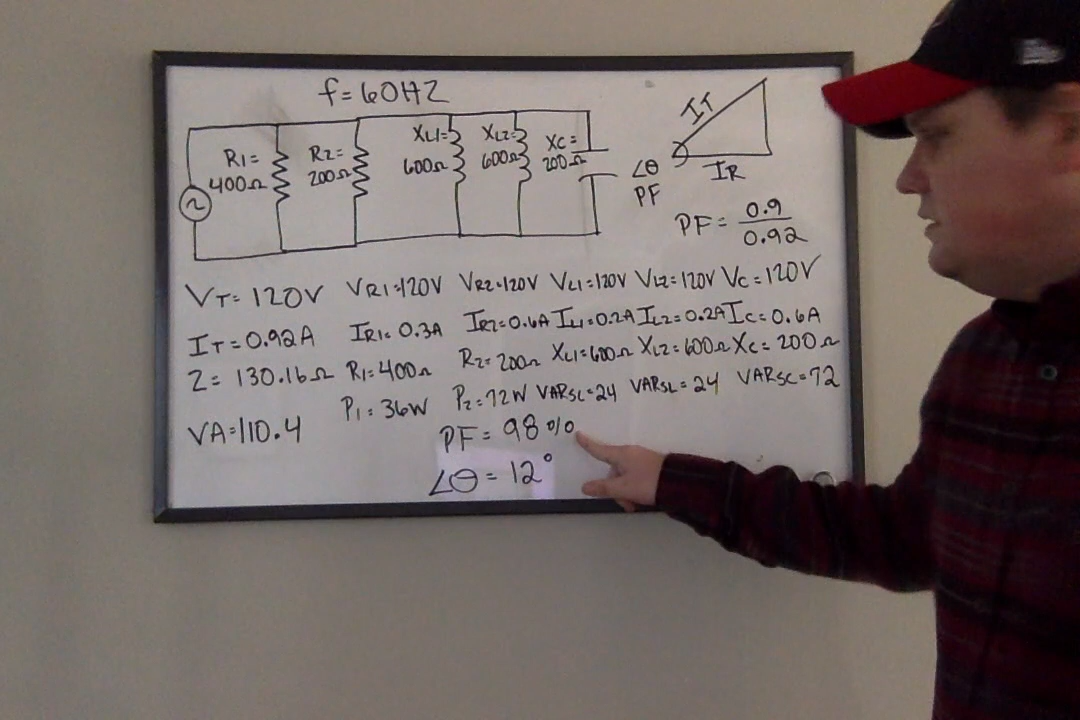 f=60HZ
R1=
400Ω
R2=
200Ω
XL1=
600Ω
XL2=
600Ω
XC=
200Ω
IT
IR
∠θ
PF
PF= 0.9
0.92
VT= 120V VR1=120V VR2=120V VL1=120V VL2=120V VC=120V
IT=0.92A IR1=0.3A IR2=0.6A IL1=0.2A IL2=0.2A IC=0.6A
Z= 130.16Ω R1=400Ω R2=200Ω XL1=600Ω XL2=600Ω XC= 200Ω
VA=110.4 P1=36W P2=72W VARSL=24 VARSL=24 VARSC=72
PF= 98%
∠θ=12°